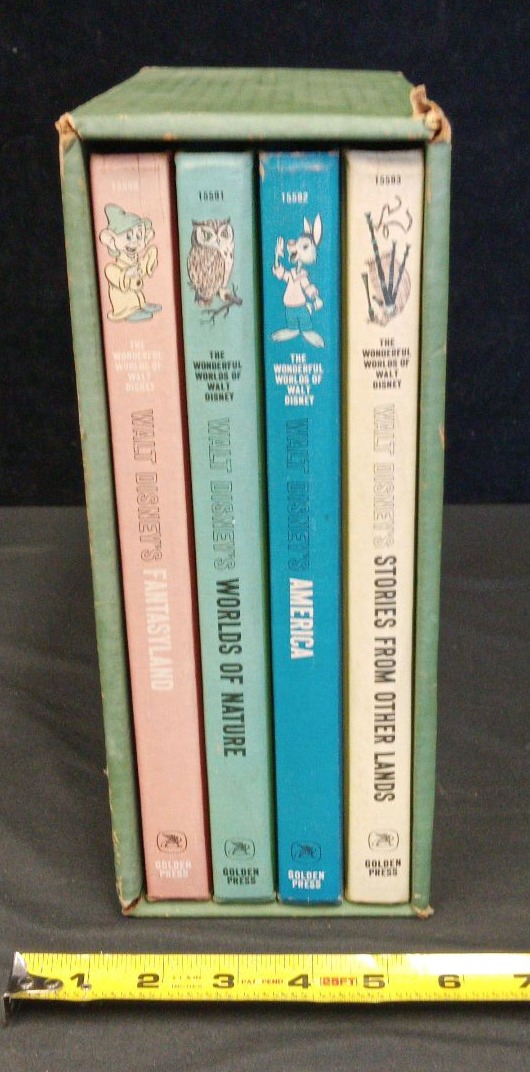 THE
WONDERFUL
WORLDS OF
WALT
DISNEY
WALT DISNEY'S FANTASYLAND
GOLDEN
PRESS
15591
THE
WONDERFUL
WORLDS OF
WALT
DISNEY
WALT DISNEY'S WORLDS OF NATURE
GOLDEN
PRESS
15592
THE
WONDERFUL
WORLDS OF
WALT
DISNEY
WALT DISNEY'S AMERICA
GOLDEN
PRESS
15593
THE
WONDERFUL
WORLDS OF
WALT
DISNEY
WALT DISNEY'S STORIES FROM OTHER LANDS
GOLDEN
PRESS
1 2 3 PAT PEND 4 25FT 5 6 7